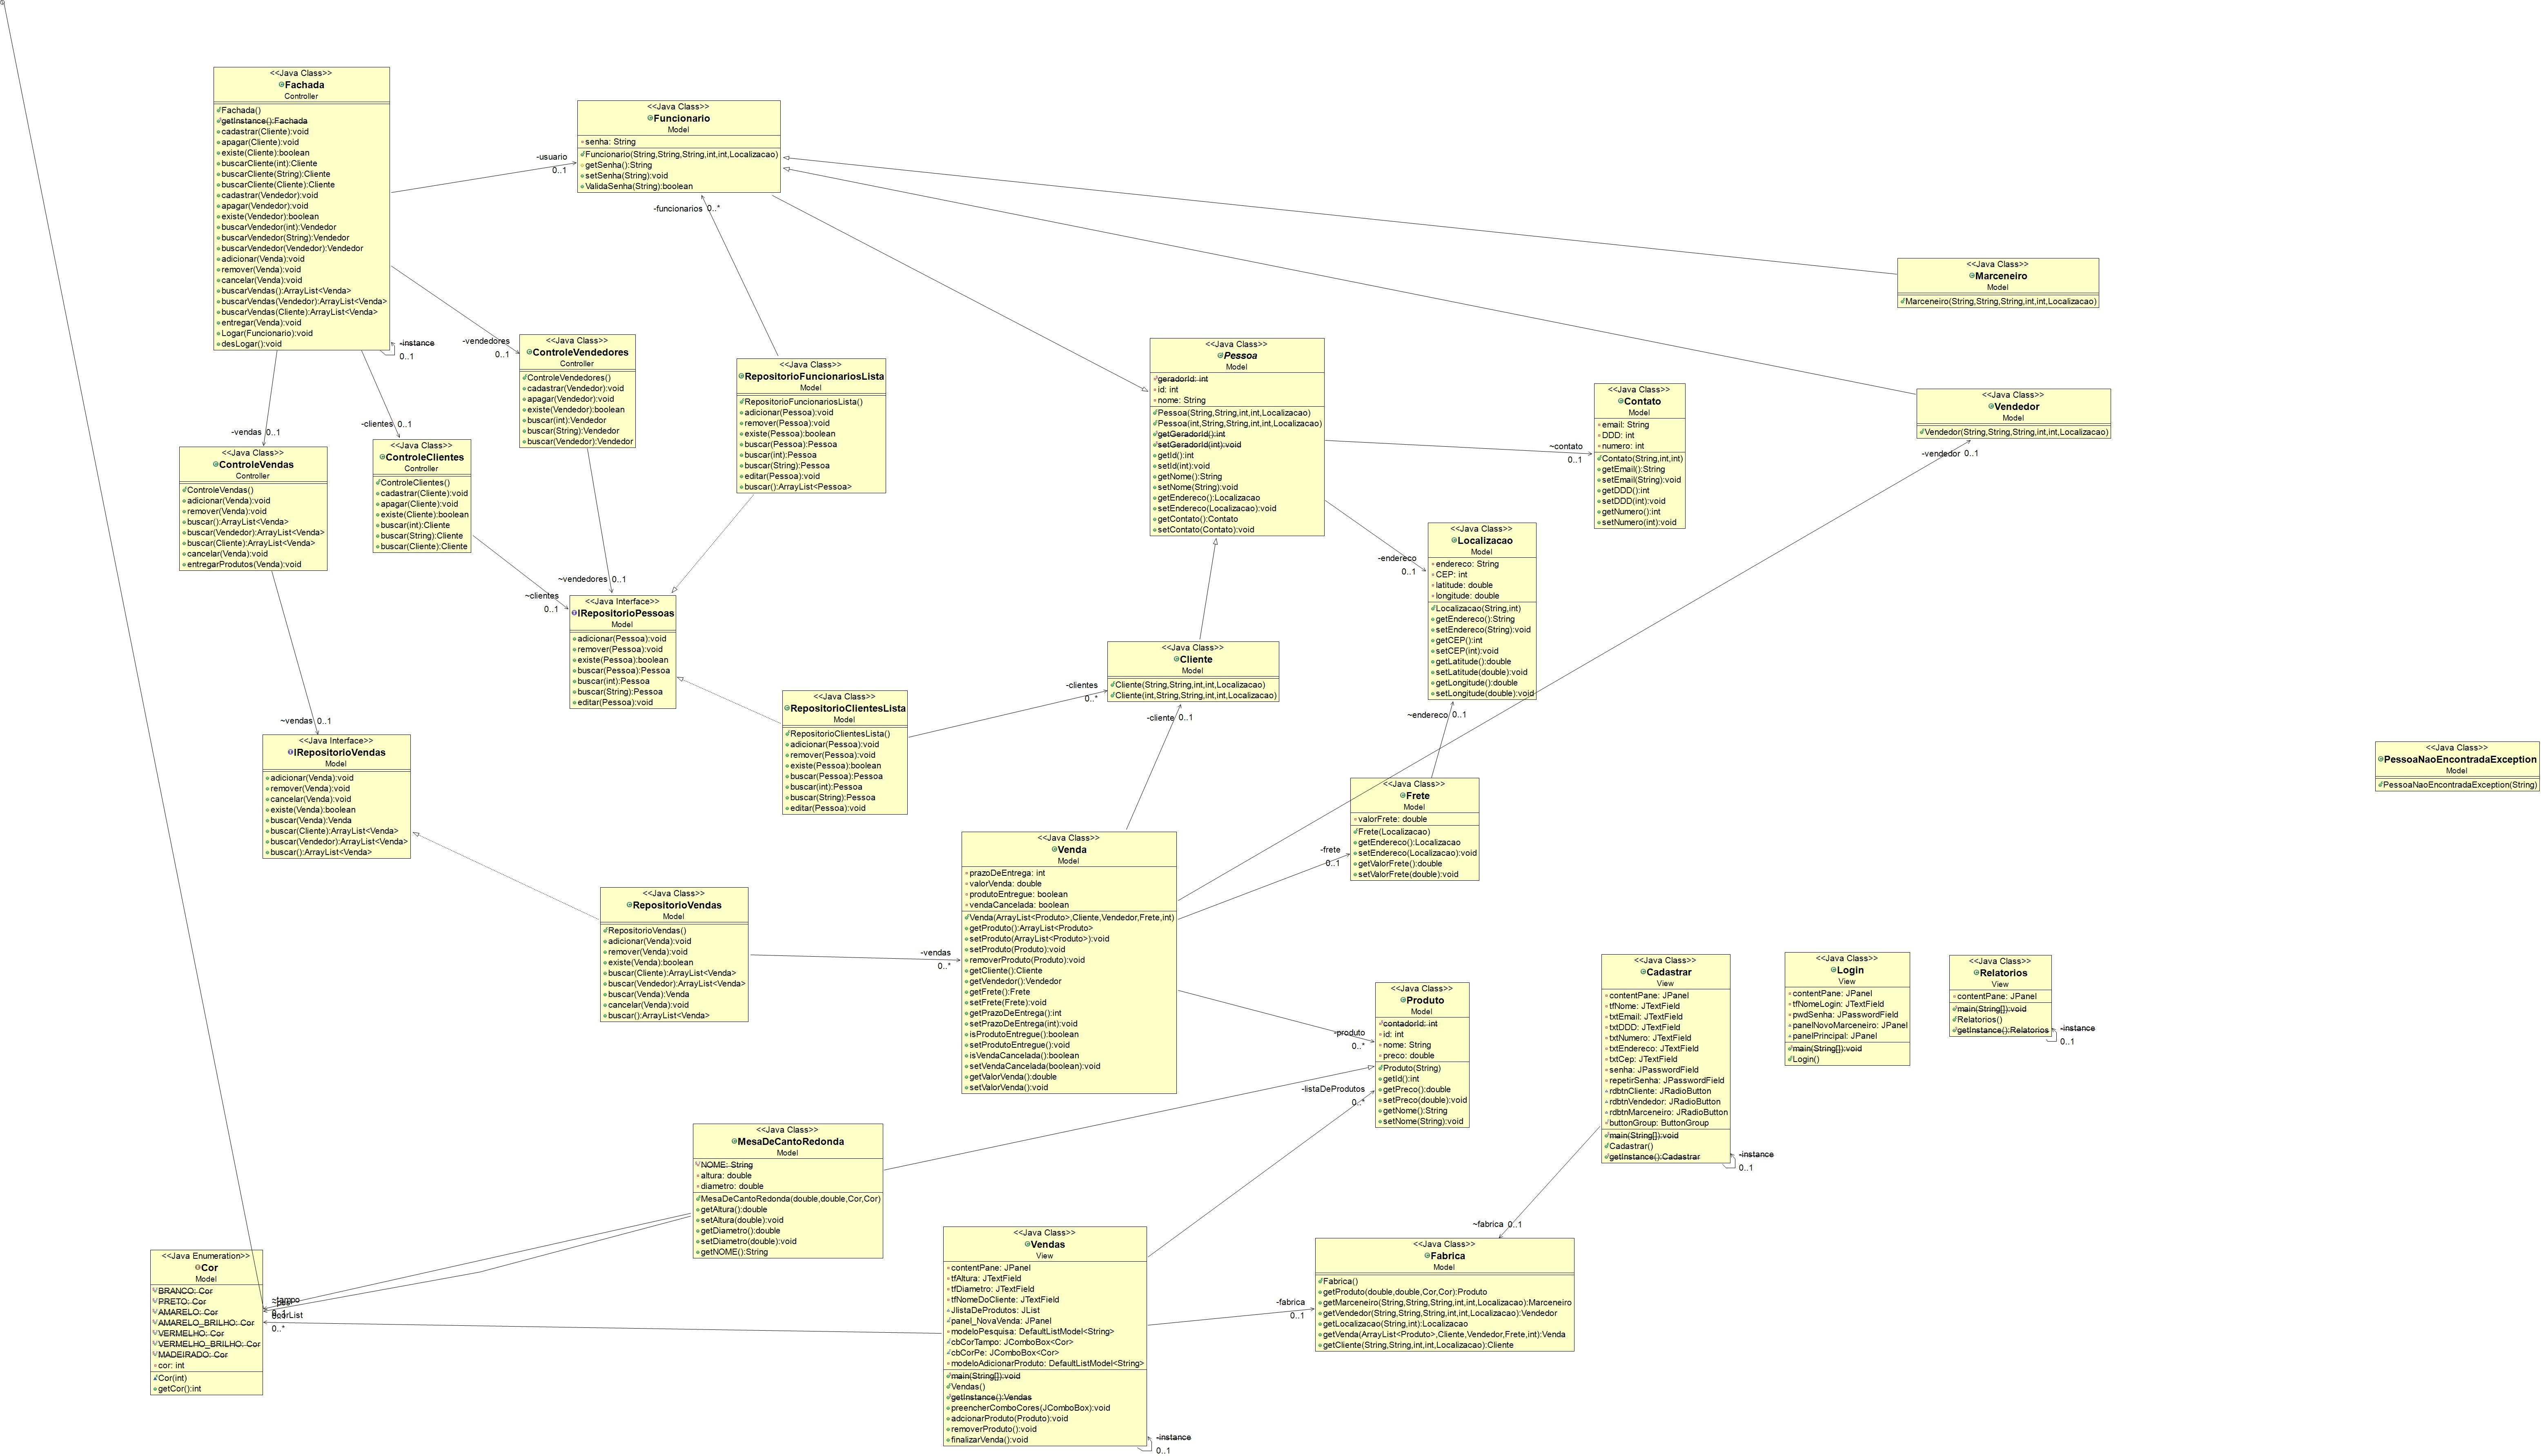 <<Java Class>>
Fachada
Controller
Fachada()
getInstance():Fachada
cadastrar(Cliente):void
apagar(Cliente):void
existe(Cliente):boolean
buscarCliente(int):Cliente
buscarCliente(String):Cliente
buscarCliente(Cliente):Cliente
cadastrar(Vendedor):void
apagar(Vendedor):void
existe(Vendedor):boolean
buscarVendedor(int):Vendedor
buscarVendedor(String):Vendedor
buscarVendedor(Vendedor):Vendedor
adicionar(Venda):void
remover(Venda):void
cancelar(Venda):void
buscarVendas():ArrayList<Venda>
buscarVendas(Vendedor):ArrayList<Venda>
buscarVendas(Cliente):ArrayList<Venda>
entregar(Venda):void
Logar(Funcionario):void
desLogar():void
-instance
0..1
-usuario
0..1
<<Java Class>>
Funcionario
Model
senha: String
Funcionario(String,String,String,int,int,Localizacao)
getSenha():String
setSenha(String):void
ValidaSenha(String):boolean
-funcionarios 0..*
<<Java Class>>
Marceneiro
Model
Marceneiro(String,String,String,int,int,Localizacao)
-vendedores
0..1
<<Java Class>>
ControleVendedores
Controller
ControleVendedores()
cadastrar(Vendedor):void
apagar(Vendedor):void
existe(Vendedor):boolean
buscar(int):Vendedor
buscar(String):Vendedor
buscar(Vendedor):Vendedor
<<Java Class>>
RepositorioFuncionariosLista
Model
RepositorioFuncionariosLista()
adicionar(Pessoa):void
remover(Pessoa):void
existe(Pessoa):boolean
buscar(Pessoa):Pessoa
buscar(int):Pessoa
buscar(String):Pessoa
editar(Pessoa):void
buscar():ArrayList<Pessoa>
<<Java Class>>
Pessoa
Model
geradorId: int
id: int
nome: String
Pessoa(String,String,int,int,Localizacao)
Pessoa(int,String,String,int,int,Localizacao)
getGeradorId():int
setGeradorId(int):void
getId():int
setId(int):void
getNome():String
setNome(String):void
getEndereco():Localizacao
setEndereco(Localizacao):void
getContato():Contato
setContato(Contato):void
~contato
0..1
<<Java Class>>
Contato
Model
email: String
DDD: int
numero: int
Contato(String,int,int)
getEmail():String
setEmail(String):void
getDDD():int
setDDD(int):void
getNumero():int
setNumero(int):void
<<Java Class>>
Vendedor
Model
Vendedor(String,String,String,int,int,Localizacao)
-vendedor 0..1
-vendas 0..1
<<Java Class>>
ControleVendas
Controller
ControleVendas()
adicionar(Venda):void
remover(Venda):void
buscar():ArrayList<Venda>
buscar(Vendedor):ArrayList<Venda>
buscar(Cliente):ArrayList<Venda>
cancelar(Venda):void
entregarProdutos(Venda):void
-clientes 0..1
<<Java Class>>
ControleClientes
Controller
ControleClientes()
cadastrar(Cliente):void
apagar(Cliente):void
existe(Cliente):boolean
buscar(int):Cliente
buscar(String):Cliente
buscar(Cliente):Cliente
-endereco
0..1
<<Java Class>>
Localizacao
Model
endereco: String
CEP: int
latitude: double
longitude: double
Localizacao(String,int)
getEndereco():String
setEndereco(String):void
getCEP():int
setCEP(int):void
getLatitude():double
setLatitude(double):void
getLongitude():double
setLongitude(double):void
~vendedores 0..1
~clientes
0..1
<<Java Interface>>
IRepositorioPessoas
Model
adicionar(Pessoa):void
remover(Pessoa):void
existe(Pessoa):boolean
buscar(Pessoa):Pessoa
buscar(int):Pessoa
buscar(String):Pessoa
editar(Pessoa):void
<<Java Class>>
Cliente
Model
Cliente(String,String,int,int,Localizacao)
Cliente(int,String,String,int,int,Localizacao)
-clientes
0..*
-cliente 0..1
<<Java Class>>
RepositorioClientesLista
Model
RepositorioClientesLista()
adicionar(Pessoa):void
remover(Pessoa):void
existe(Pessoa):boolean
buscar(Pessoa):Pessoa
buscar(int):Pessoa
buscar(String):Pessoa
editar(Pessoa):void
~vendas 0..1
<<Java Interface>>
IRepositorioVendas
Model
adicionar(Venda):void
remover(Venda):void
cancelar(Venda):void
existe(Venda):boolean
buscar(Venda):Venda
buscar(Cliente):ArrayList<Venda>
buscar(Vendedor):ArrayList<Venda>
buscar():ArrayList<Venda>
~endereco 0..1
<<Java Class>>
Frete
Model
valorFrete: double
Frete(Localizacao)
getEndereco():Localizacao
setEndereco(Localizacao):void
getValorFrete():double
setValorFrete(double):void
<<Java Class>>
PessoaNaoEncontradaException
Model
PessoaNaoEncontradaException(String)
<<Java Class>>
Venda
Model
prazoDeEntrega: int
valorVenda: double
produtoEntregue: boolean
vendaCancelada: boolean
Venda(ArrayList<Produto>,Cliente,Vendedor,Frete,int)
getProduto():ArrayList<Produto>
setProduto(ArrayList<Produto>):void
setProduto(Produto):void
removerProduto(Produto):void
getCliente():Cliente
getVendedor():Vendedor
getFrete():Frete
setFrete(Frete):void
getPrazoDeEntrega():int
setPrazoDeEntrega(int):void
isProdutoEntregue():boolean
setProdutoEntregue():void
isVendaCancelada():boolean
setVendaCancelada(boolean):void
getValorVenda():double
setValorVenda():void
-frete
0..1
<<Java Class>>
RepositorioVendas
Model
RepositorioVendas()
adicionar(Venda):void
remover(Venda):void
existe(Venda):boolean
buscar(Cliente):ArrayList<Venda>
buscar(Vendedor):ArrayList<Venda>
buscar(Venda):Venda
cancelar(Venda):void
buscar():ArrayList<Venda>
-vendas
0..*
-produto
0..*
<<Java Class>>
Produto
Model
contadorId: int
id: int
nome: String
preco: double
Produto(String)
getId():int
getPreco():double
setPreco(double):void
getNome():String
setNome(String):void
-listaDeProdutos
0..*
<<Java Class>>
Cadastrar
View
contentPane: JPanel
tfNome: JTextField
txtEmail: JTextField
txtDDD: JTextField
txtNumero: JTextField
txtEndereco: JTextField
txtCep: JTextField
senha: JPasswordField
repetirSenha: JPasswordField
rdbtnCliente: JRadioButton
rdbtnVendedor: JRadioButton
rdbtnMarceneiro: JRadioButton
buttonGroup: ButtonGroup
main(String[]):void
Cadastrar()
getInstance():Cadastrar
-instance
0..1
<<Java Class>>
Login
View
contentPane: JPanel
tfNomeLogin: JTextField
pwdSenha: JPasswordField
panelNovoMarceneiro: JPanel
panelPrincipal: JPanel
main(String[]):void
Login()
<<Java Class>>
Relatorios
View
contentPane: JPanel
main(String[]):void
Relatorios()
getInstance():Relatorios
-instance
0..1
<<Java Class>>
MesaDeCantoRedonda
Model
NOME: String
altura: double
diametro: double
MesaDeCantoRedonda(double,double,Cor,Cor)
getAltura():double
setAltura(double):void
getDiametro():double
setDiametro(double):void
getNOME():String
<<Java Enumeration>>
Cor
Model
BRANCO: Cor
PRETO: Cor
AMARELO: Cor
AMARELO_BRILHO: Cor
VERMELHO: Cor
VERMELHO_BRILHO: Cor
MADEIRADO: Cor
cor: int
Cor(int)
getCor():int
~tampo
0..1
0..*
<<Java Class>>
Vendas
View
contentPane: JPanel
tfAltura: JTextField
tfDiametro: JTextField
tfNomeDoCliente: JTextField
JlistaDeProdutos: JList
panel_NovaVenda: JPanel
modeloPesquisa: DefaultListModel<String>
cbCorTampo: JComboBox<Cor>
cbCorPe: JComboBox<Cor>
modeloAdicionarProduto: DefaultListModel<String>
main(String[]):void
Vendas()
getInstance():Vendas
preencherComboCores(JComboBox):void
adcionarProduto(Produto):void
removerProduto():void
finalizarVenda():void
-instance
0..1
-fabrica
0..1
~fabrica 0..1
<<Java Class>>
Fabrica
Model
Fabrica()
getProduto(double,double,Cor,Cor):Produto
getMarceneiro(String,String,String,int,int,Localizacao):Marceneiro
getVendedor(String,String,String,int,int,Localizacao):Vendedor
getLocalizacao(String,int):Localizacao
getVenda(ArrayList<Produto>,Cliente,Vendedor,Frete,int):Venda
getCliente(String,String,int,int,Localizacao):Cliente